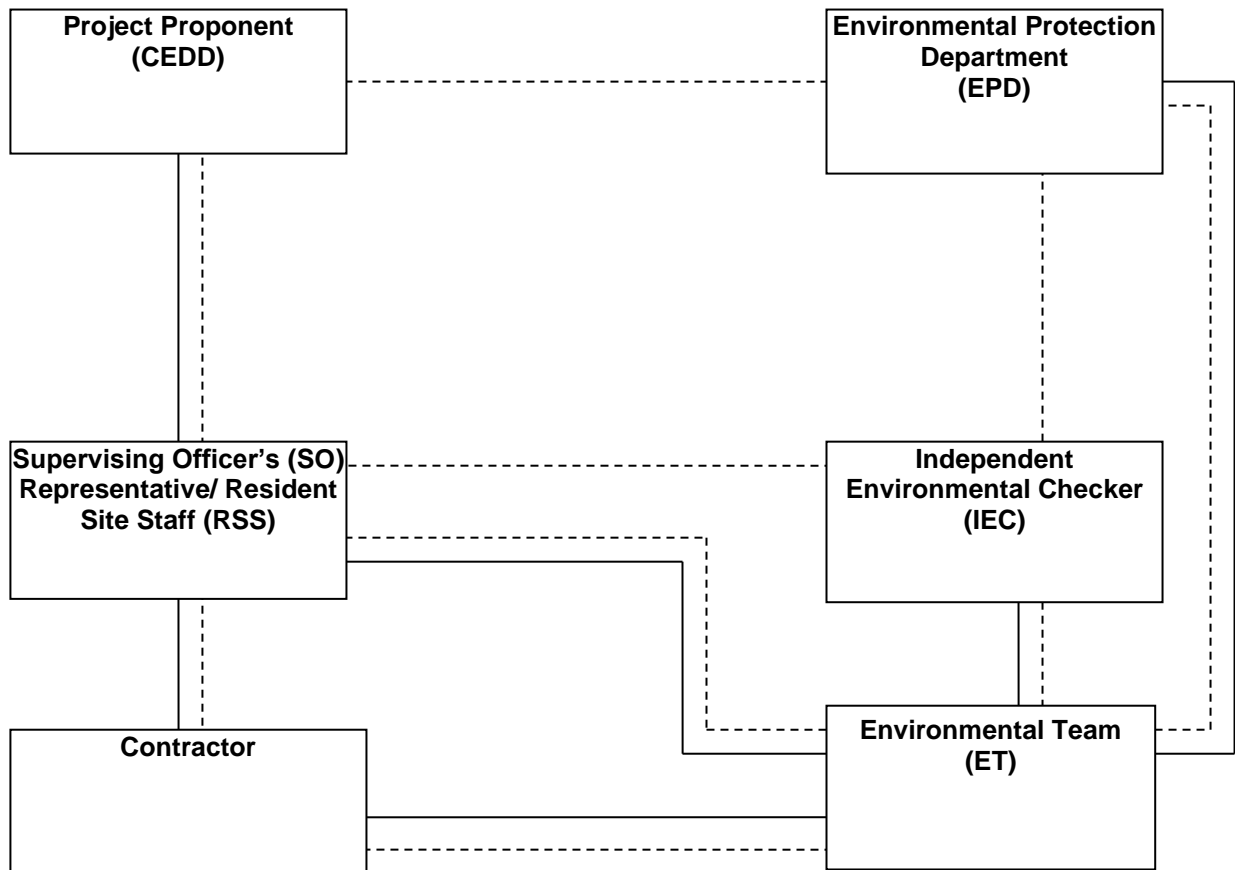 Project Proponent
(CEDD)
Environmental Protection
Department
(EPD)
Supervising Officer's (SO)
Representative/ Resident
Site Staff (RSS)
Independent
Environmental Checker
(IEC)
Contractor
Environmental Team
(ET)